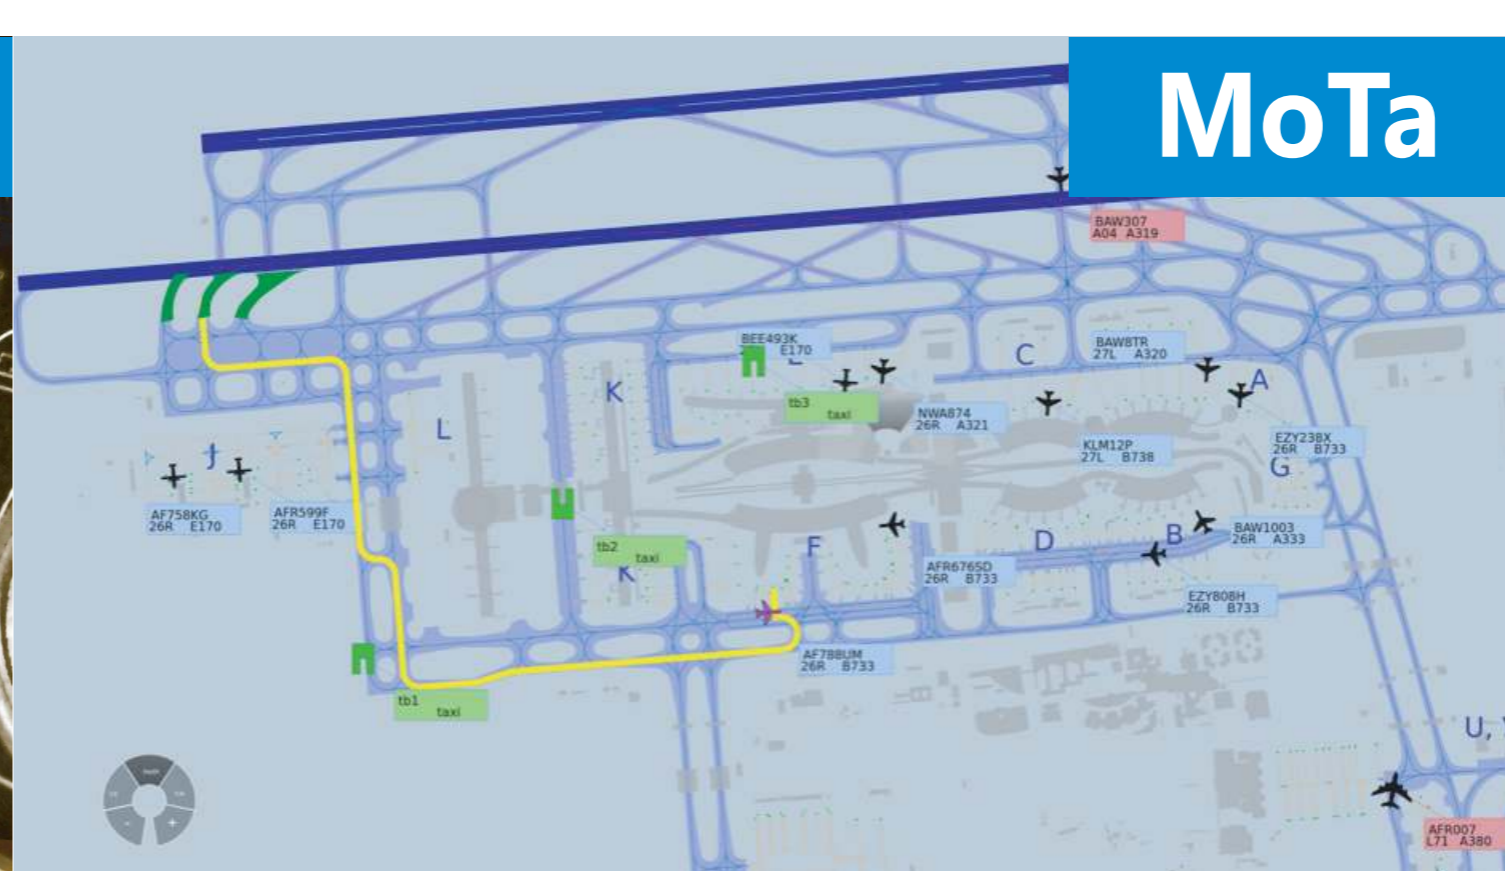 MoTa
BAW307
A04 A319
BEE493K
E170
BAW8TR
27L A320
C
A
K
tb3
taxi
NWA874
26R A321
L
KLM12P
27L B738
EZY238X
26R B733
G
J
AF758KG
26R E170
AFR599F
26R E170
tb2
taxi
K
F
D
B
BAW1003
26R A333
AFR676SD
26R B733
EZY808H
26R B733
AF788UM
26R B733
tb1
taxi
U,
AFR007
L71 A380